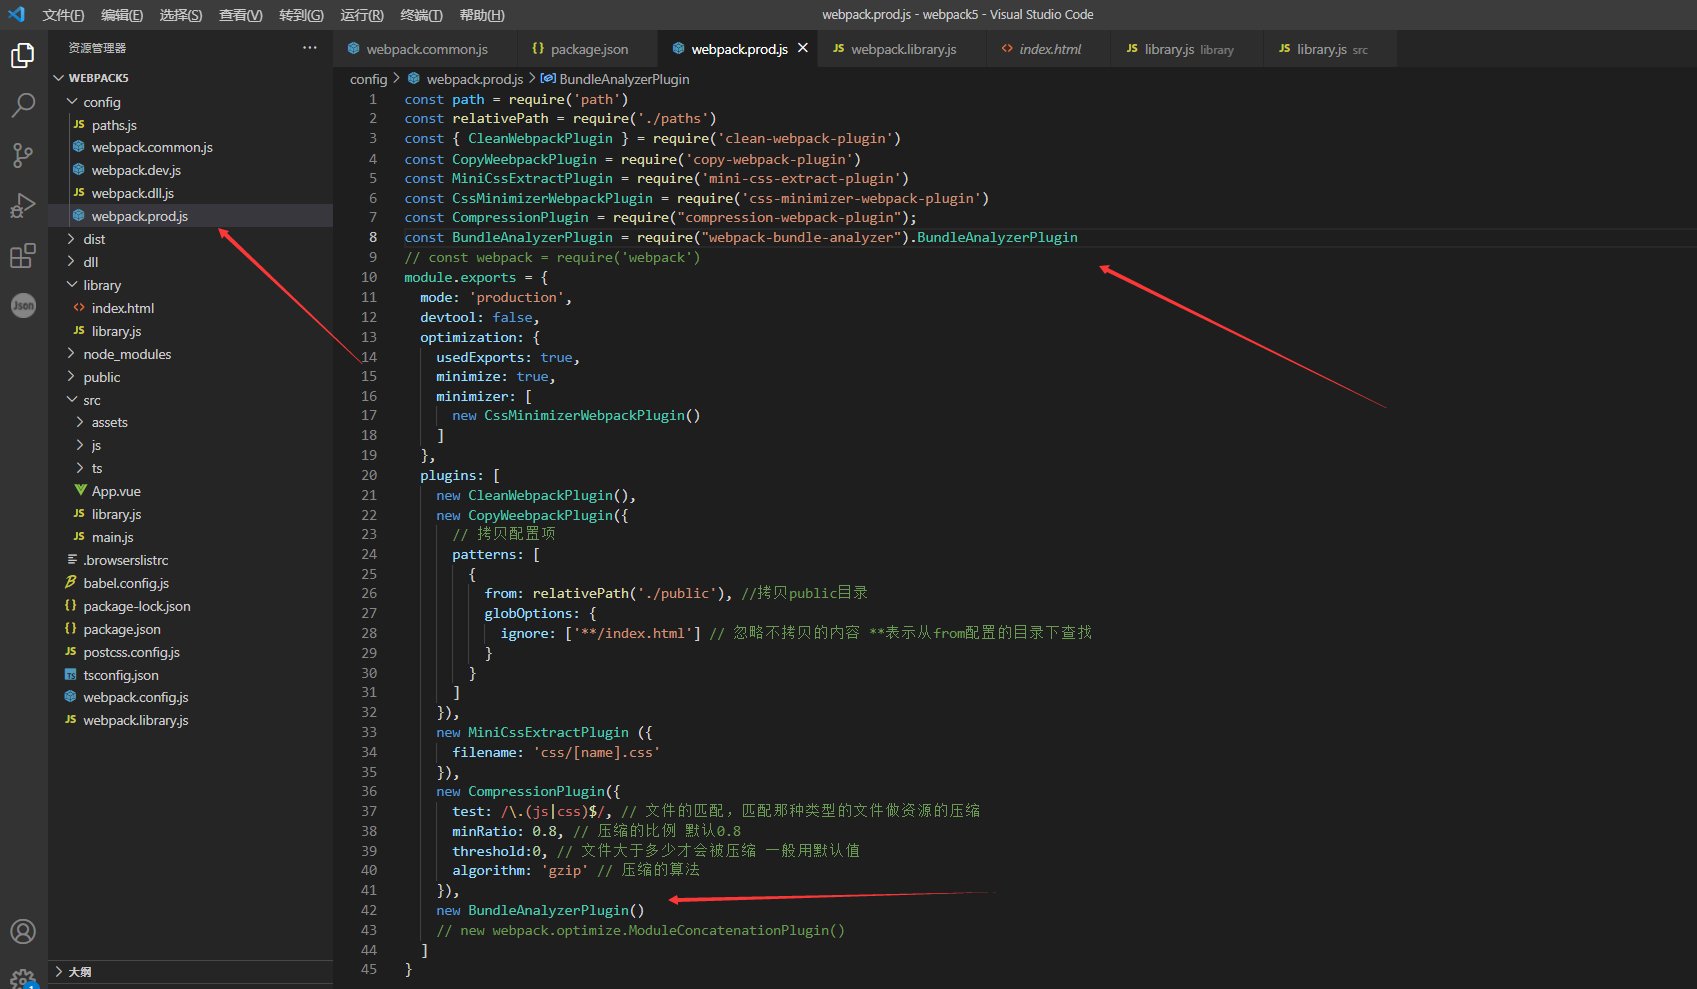 文件(F) 编辑(E) 选择(S) 查看(V) 转到(G) 运行(R) 终端(T) 帮助(H) webpack.prod.js - webpack5 - Visual Studio Code
资源管理器 ···
webpack.common.js {} package.json webpack.prod.js × JS webpack.library.js <> index.html JS library.js library JS library.js src
WEBPACK5
config
JS paths.js
webpack.common.js
webpack.dev.js
JS webpack.dll.js
webpack.prod.js
dist
dll
library
<> index.html
JS library.js
node_modules
public
src
assets
js
ts
App.vue
JS library.js
JS main.js
.browserslistrc
babel.config.js
{} package-lock.json
{} package.json
JS postcss.config.js
TS tsconfig.json
webpack.config.js
JS webpack.library.js
大纲
Json
1
config > webpack.prod.js > BundleAnalyzerPlugin
1 const path = require('path')
2 const relativePath = require('./paths')
3 const { CleanWebpackPlugin } = require('clean-webpack-plugin')
4 const CopyWeebpackPlugin = require('copy-webpack-plugin')
5 const MiniCssExtractPlugin = require('mini-css-extract-plugin')
6 const CssMinimizerWebpackPlugin = require('css-minimizer-webpack-plugin')
7 const CompressionPlugin = require("compression-webpack-plugin");
8 const BundleAnalyzerPlugin = require("webpack-bundle-analyzer").BundleAnalyzerPlugin
9 // const webpack = require('webpack')
10 module.exports = {
11 mode: 'production',
12 devtool: false,
13 optimization: {
14 usedExports: true,
15 minimize: true,
16 minimizer: [
17 new CssMinimizerWebpackPlugin()
18 ]
19 },
20 plugins: [
21 new CleanWebpackPlugin(),
22 new CopyWeebpackPlugin({
23 // 拷贝配置项
24 patterns: [
25 {
26 from: relativePath('./public'), //拷贝public目录
27 globOptions: {
28 ignore: ['**/index.html'] // 忽略不拷贝的内容 **表示从from配置的目录下查找
29 }
30 }
31 ]
32 }),
33 new MiniCssExtractPlugin ({
34 filename: 'css/[name].css'
35 }),
36 new CompressionPlugin({
37 test: /\.(js|css)$/, // 文件的匹配，匹配那种类型的文件做资源的压缩
38 minRatio: 0.8, // 压缩的比例 默认0.8
39 threshold:0, // 文件大于多少才会被压缩 一般用默认值
40 algorithm: 'gzip' // 压缩的算法
41 }),
42 new BundleAnalyzerPlugin()
43 // new webpack.optimize.ModuleConcatenationPlugin()
44 ]
45 }